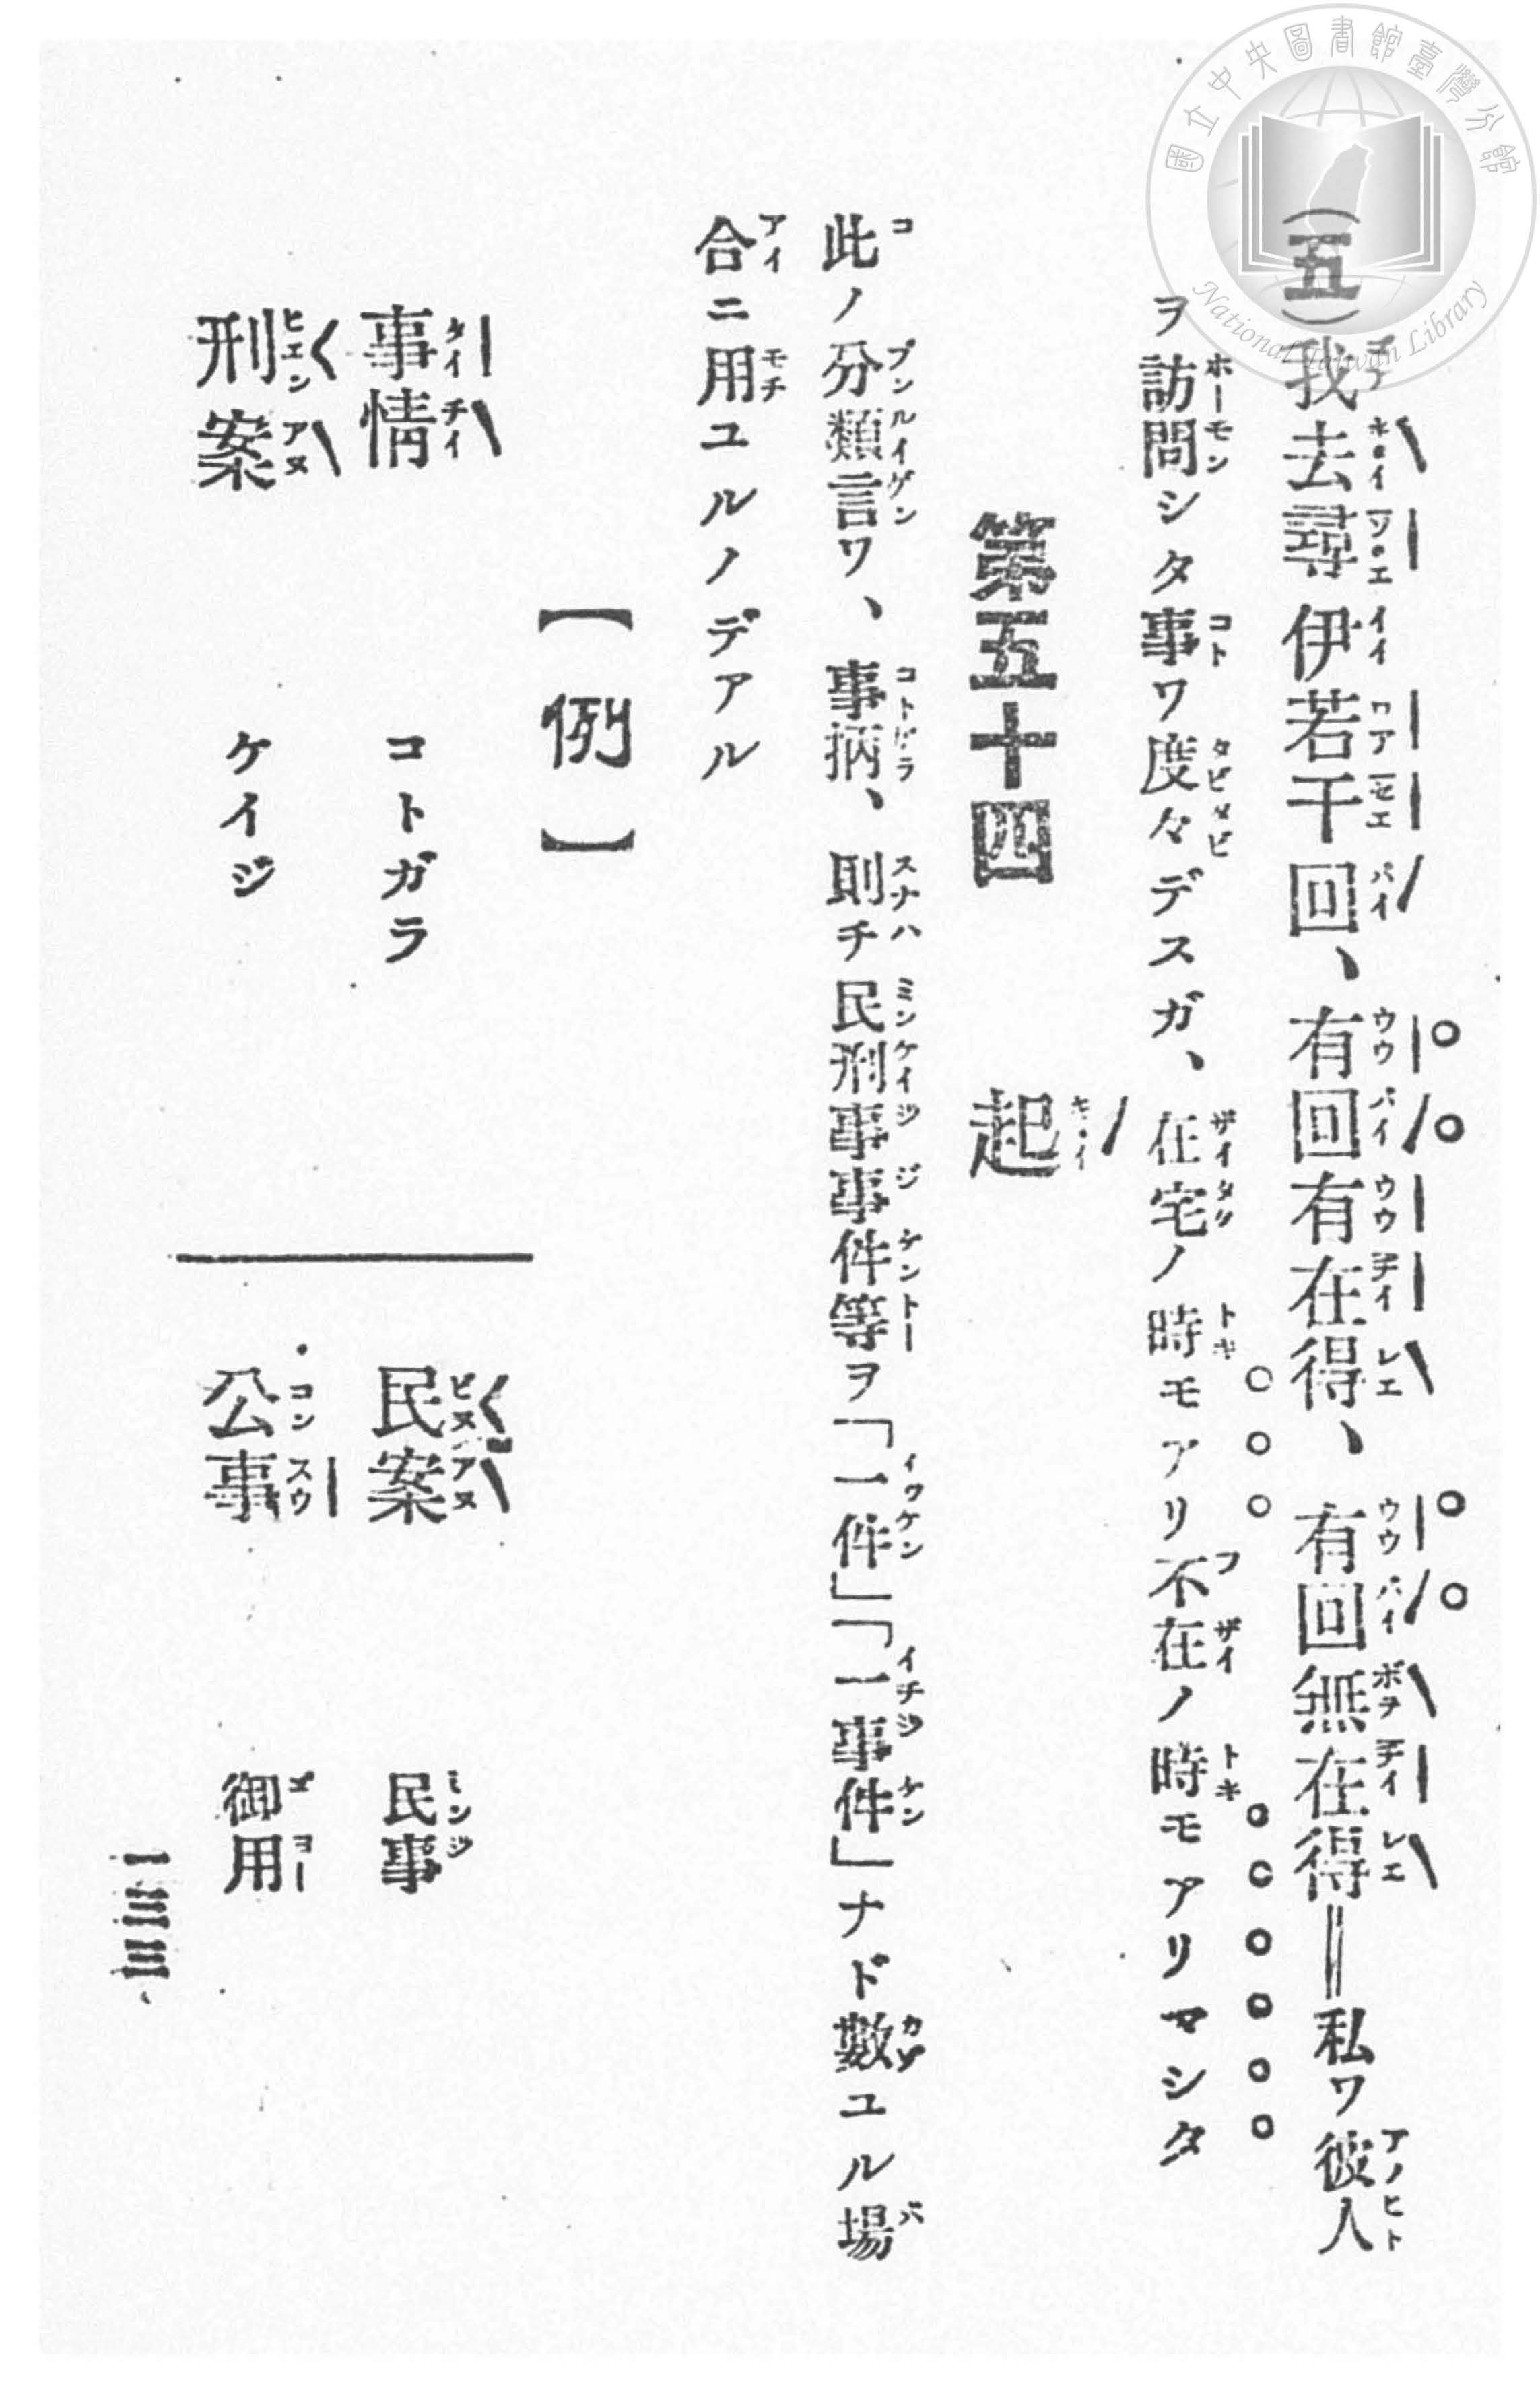 國立中央圖書館臺灣分館
National Taiwan Library
(五)我去尋伊若干回、有回有在得、有回無在得＝私ワ彼人
ヲ訪問シタ事ワ度々デスガ、在宅ノ時モアリ不在ノ時モアリマシタ
第五十四 起
此ノ分類言ワ、事柄、則チ民刑事事件等ヲ「一件」「一事件」ナド數ユル場
合ニ用ユルノデアル
【例】
事情 コトガラ
刑案 ケイジ
民案 民事
公事 御用
一三三